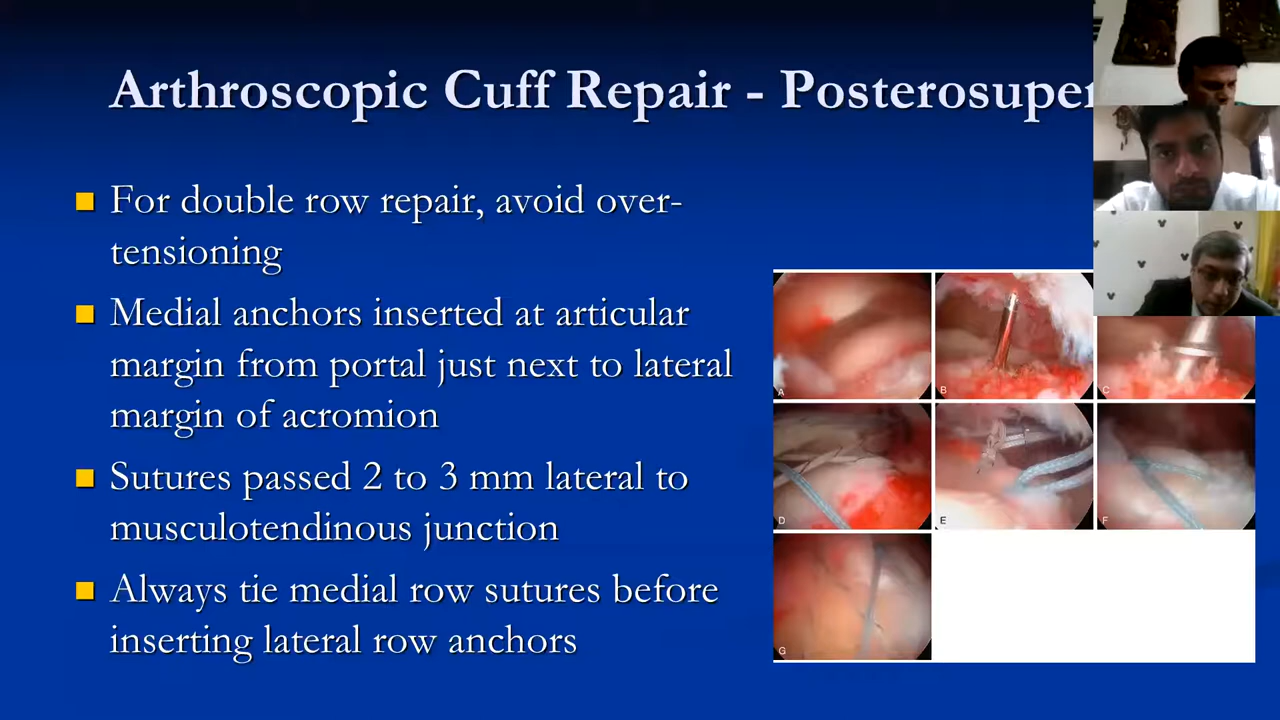 Arthroscopic Cuff Repair - Posterosuper
For double row repair, avoid over-
tensioning
Medial anchors inserted at articular
margin from portal just next to lateral
margin of acromion
Sutures passed 2 to 3 mm lateral to
musculotendinous junction
Always tie medial row sutures before
inserting lateral row anchors
A
B
C
D
E
F
G